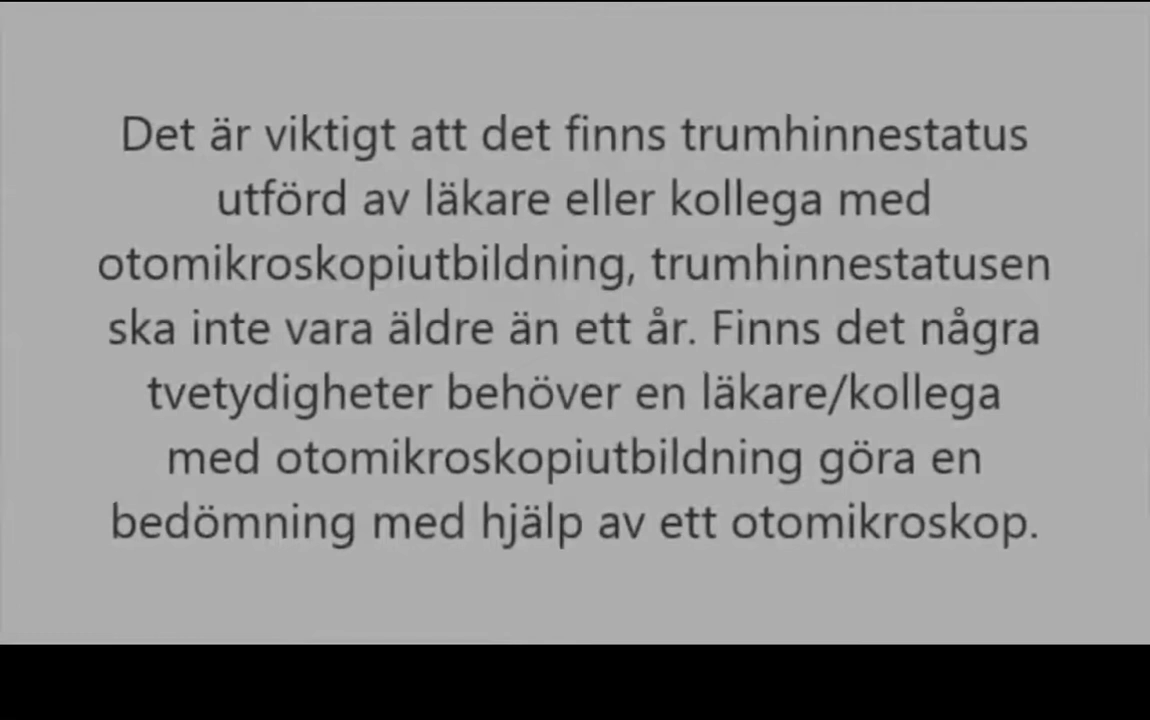 Det är viktigt att det finns trumhinnestatus
utförd av läkare eller kollega med
otomikroskopiutbildning, trumhinnestatusen
ska inte vara äldre än ett år. Finns det några
tvetydigheter behöver en läkare/kollega
med otomikroskopiutbildning göra en
bedömning med hjälp av ett otomikroskop.